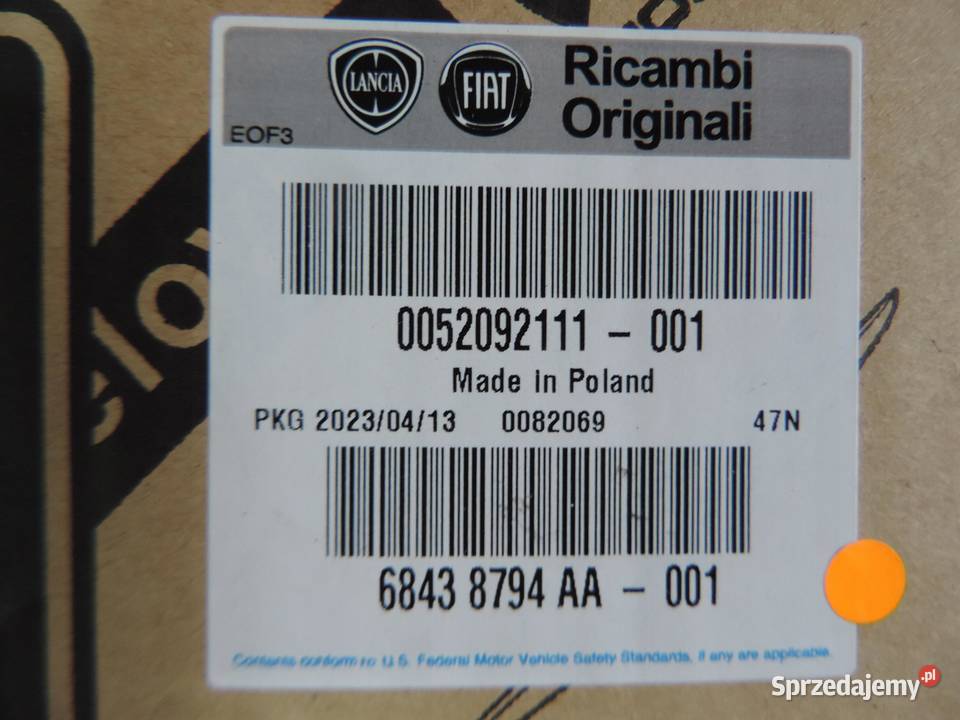 LANCIA
FIAT
Ricambi
Originali
EOF3
0052092111 - 001
Made in Poland
PKG 2023/04/13 0082069 47N
6843 8794 AA - 001
Contents conform to U.S. Federal Motor Vehicle Safety Standards, if any are applicable.
Sprzedajemy.pl